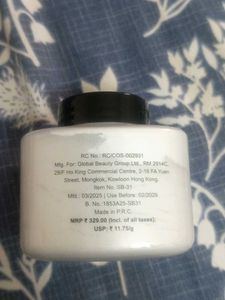 RC No.: RC/COS-002931
Mfg. For: Global Beauty Group Ltd., RM 2914C,
29/F Ho King Commercial Centre, 2-16 FA Yuen
Street, Mongkok, Kowloon Hong Kong.
Item No. SB-31
Mfg.: 03/2025 | Use Before: 02/2029
B. No.:1853A25-SB31
Made in P.R.C.
MRP ₹ 329.00 (Incl. of all taxes);
USP: ₹ 11.75/g